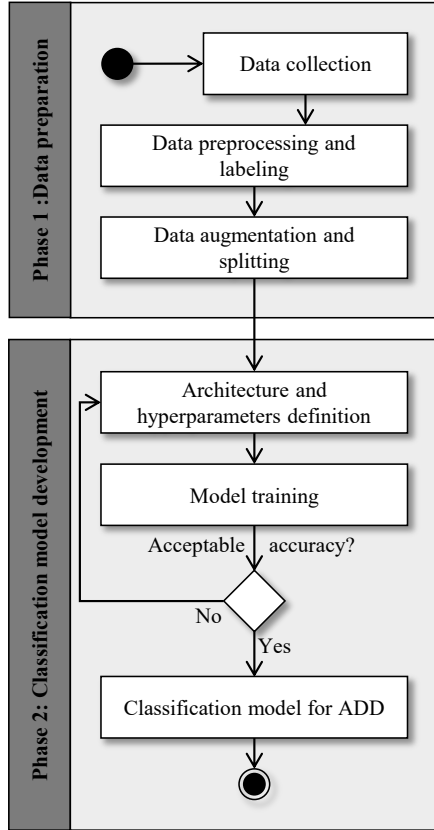 Phase 1 :Data preparation
Data collection
Data preprocessing and
labeling
Data augmentation and
splitting
Phase 2: Classification model development
Architecture and
hyperparameters definition
Model training
Acceptable accuracy?
No
Yes
Classification model for ADD